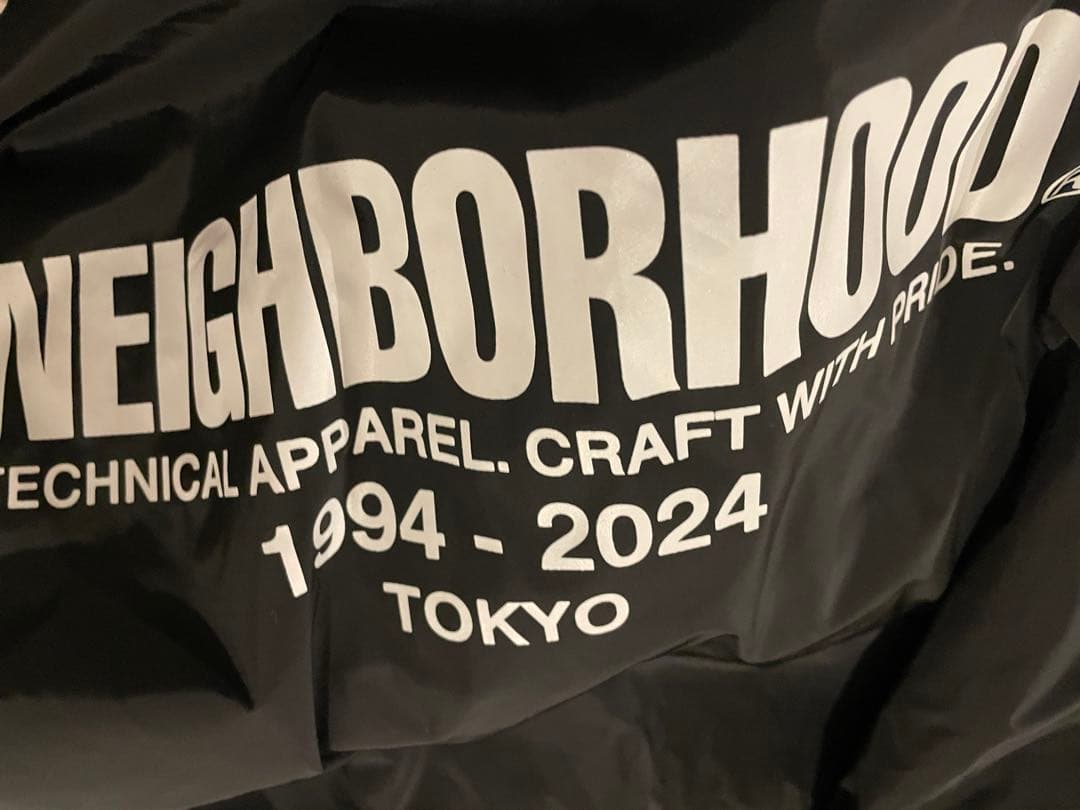 NEIGHBORHOOD®
TECHNICAL APPAREL. CRAFT WITH PRIDE.
1994 - 2024
TOKYO